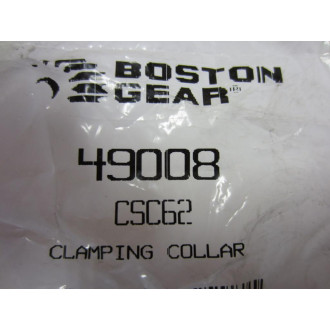 BOSTON
GEAR®
49008
CSC62
CLAMPING COLLAR